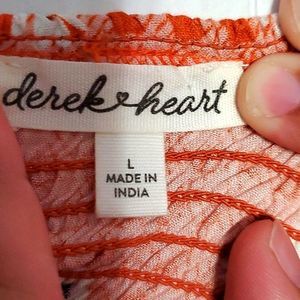 derek heart
L
MADE IN
INDIA